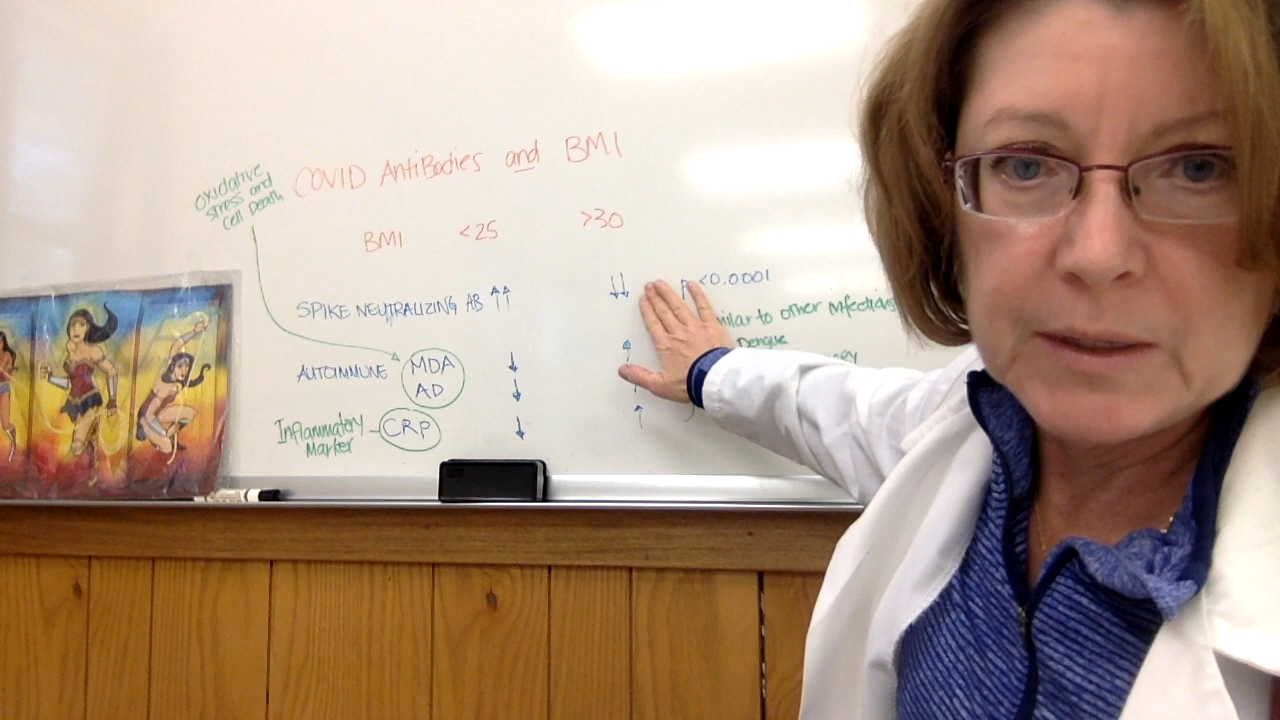 COVID AntiBodies and BMI
Oxidative
Stress and
Cell Death
BMI <25 >30
SPIKE NEUTRALIZING AB ↑↑ ↓↓ p <0.0001
to other infections
Dengue
AUTOIMMUNE MDA ↓ ↑
AD ↓
Inflammatory
Marker
CRP ↓ ↑